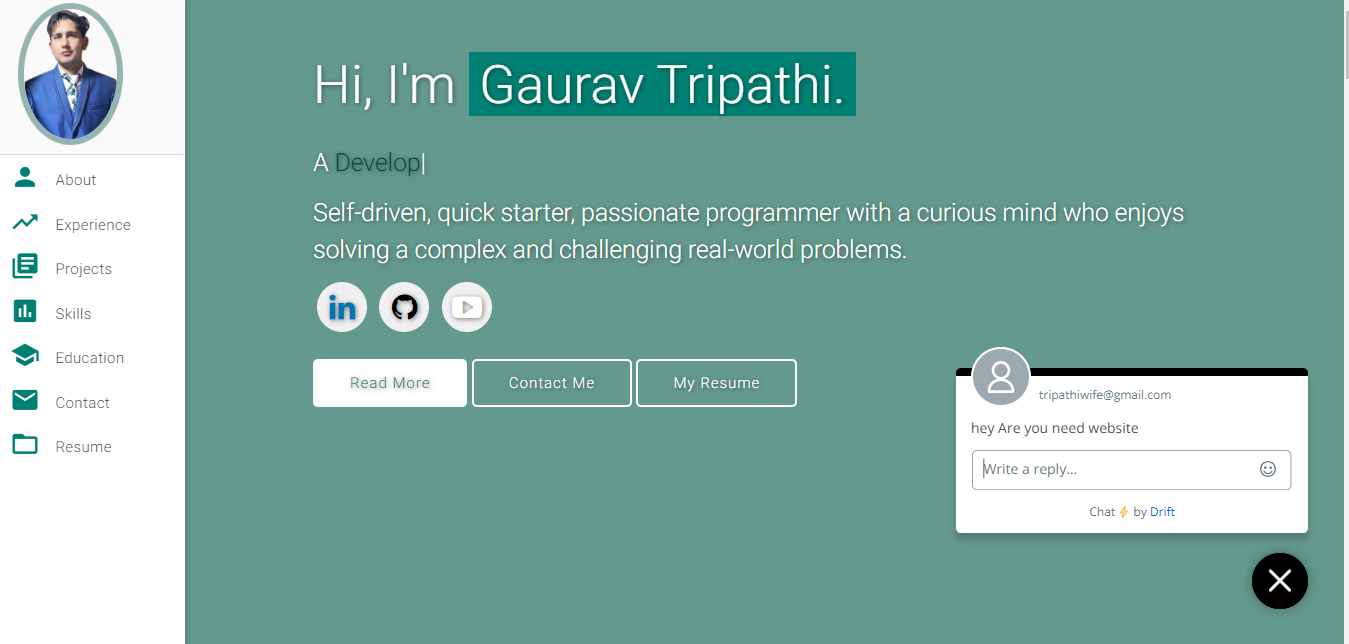 About
Experience
Projects
Skills
Education
Contact
Resume
Hi, I'm Gaurav Tripathi.
A Develop|
Self-driven, quick starter, passionate programmer with a curious mind who enjoys
solving a complex and challenging real-world problems.
in
Read More
Contact Me
My Resume
tripathiwife@gmail.com
hey Are you need website
Write a reply...
Chat ⚡ by Drift